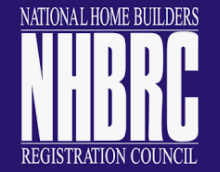 NATIONAL HOME BUILDERS
NHBRC
REGISTRATION COUNCIL